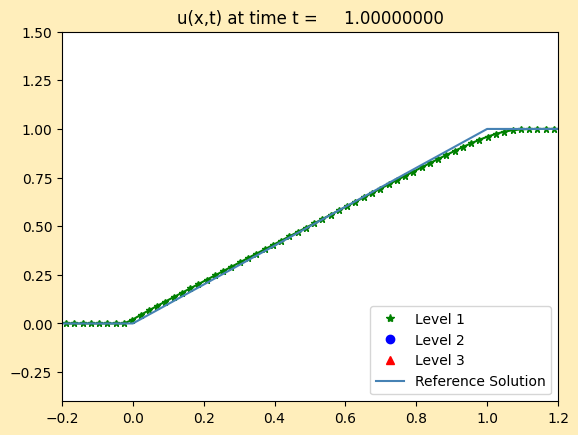 u(x,t) at time t = 1.00000000
1.50
1.25
1.00
0.75
0.50
0.25
0.00
−0.25
Level 1
Level 2
Level 3
Reference Solution
−0.2 0.0 0.2 0.4 0.6 0.8 1.0 1.2